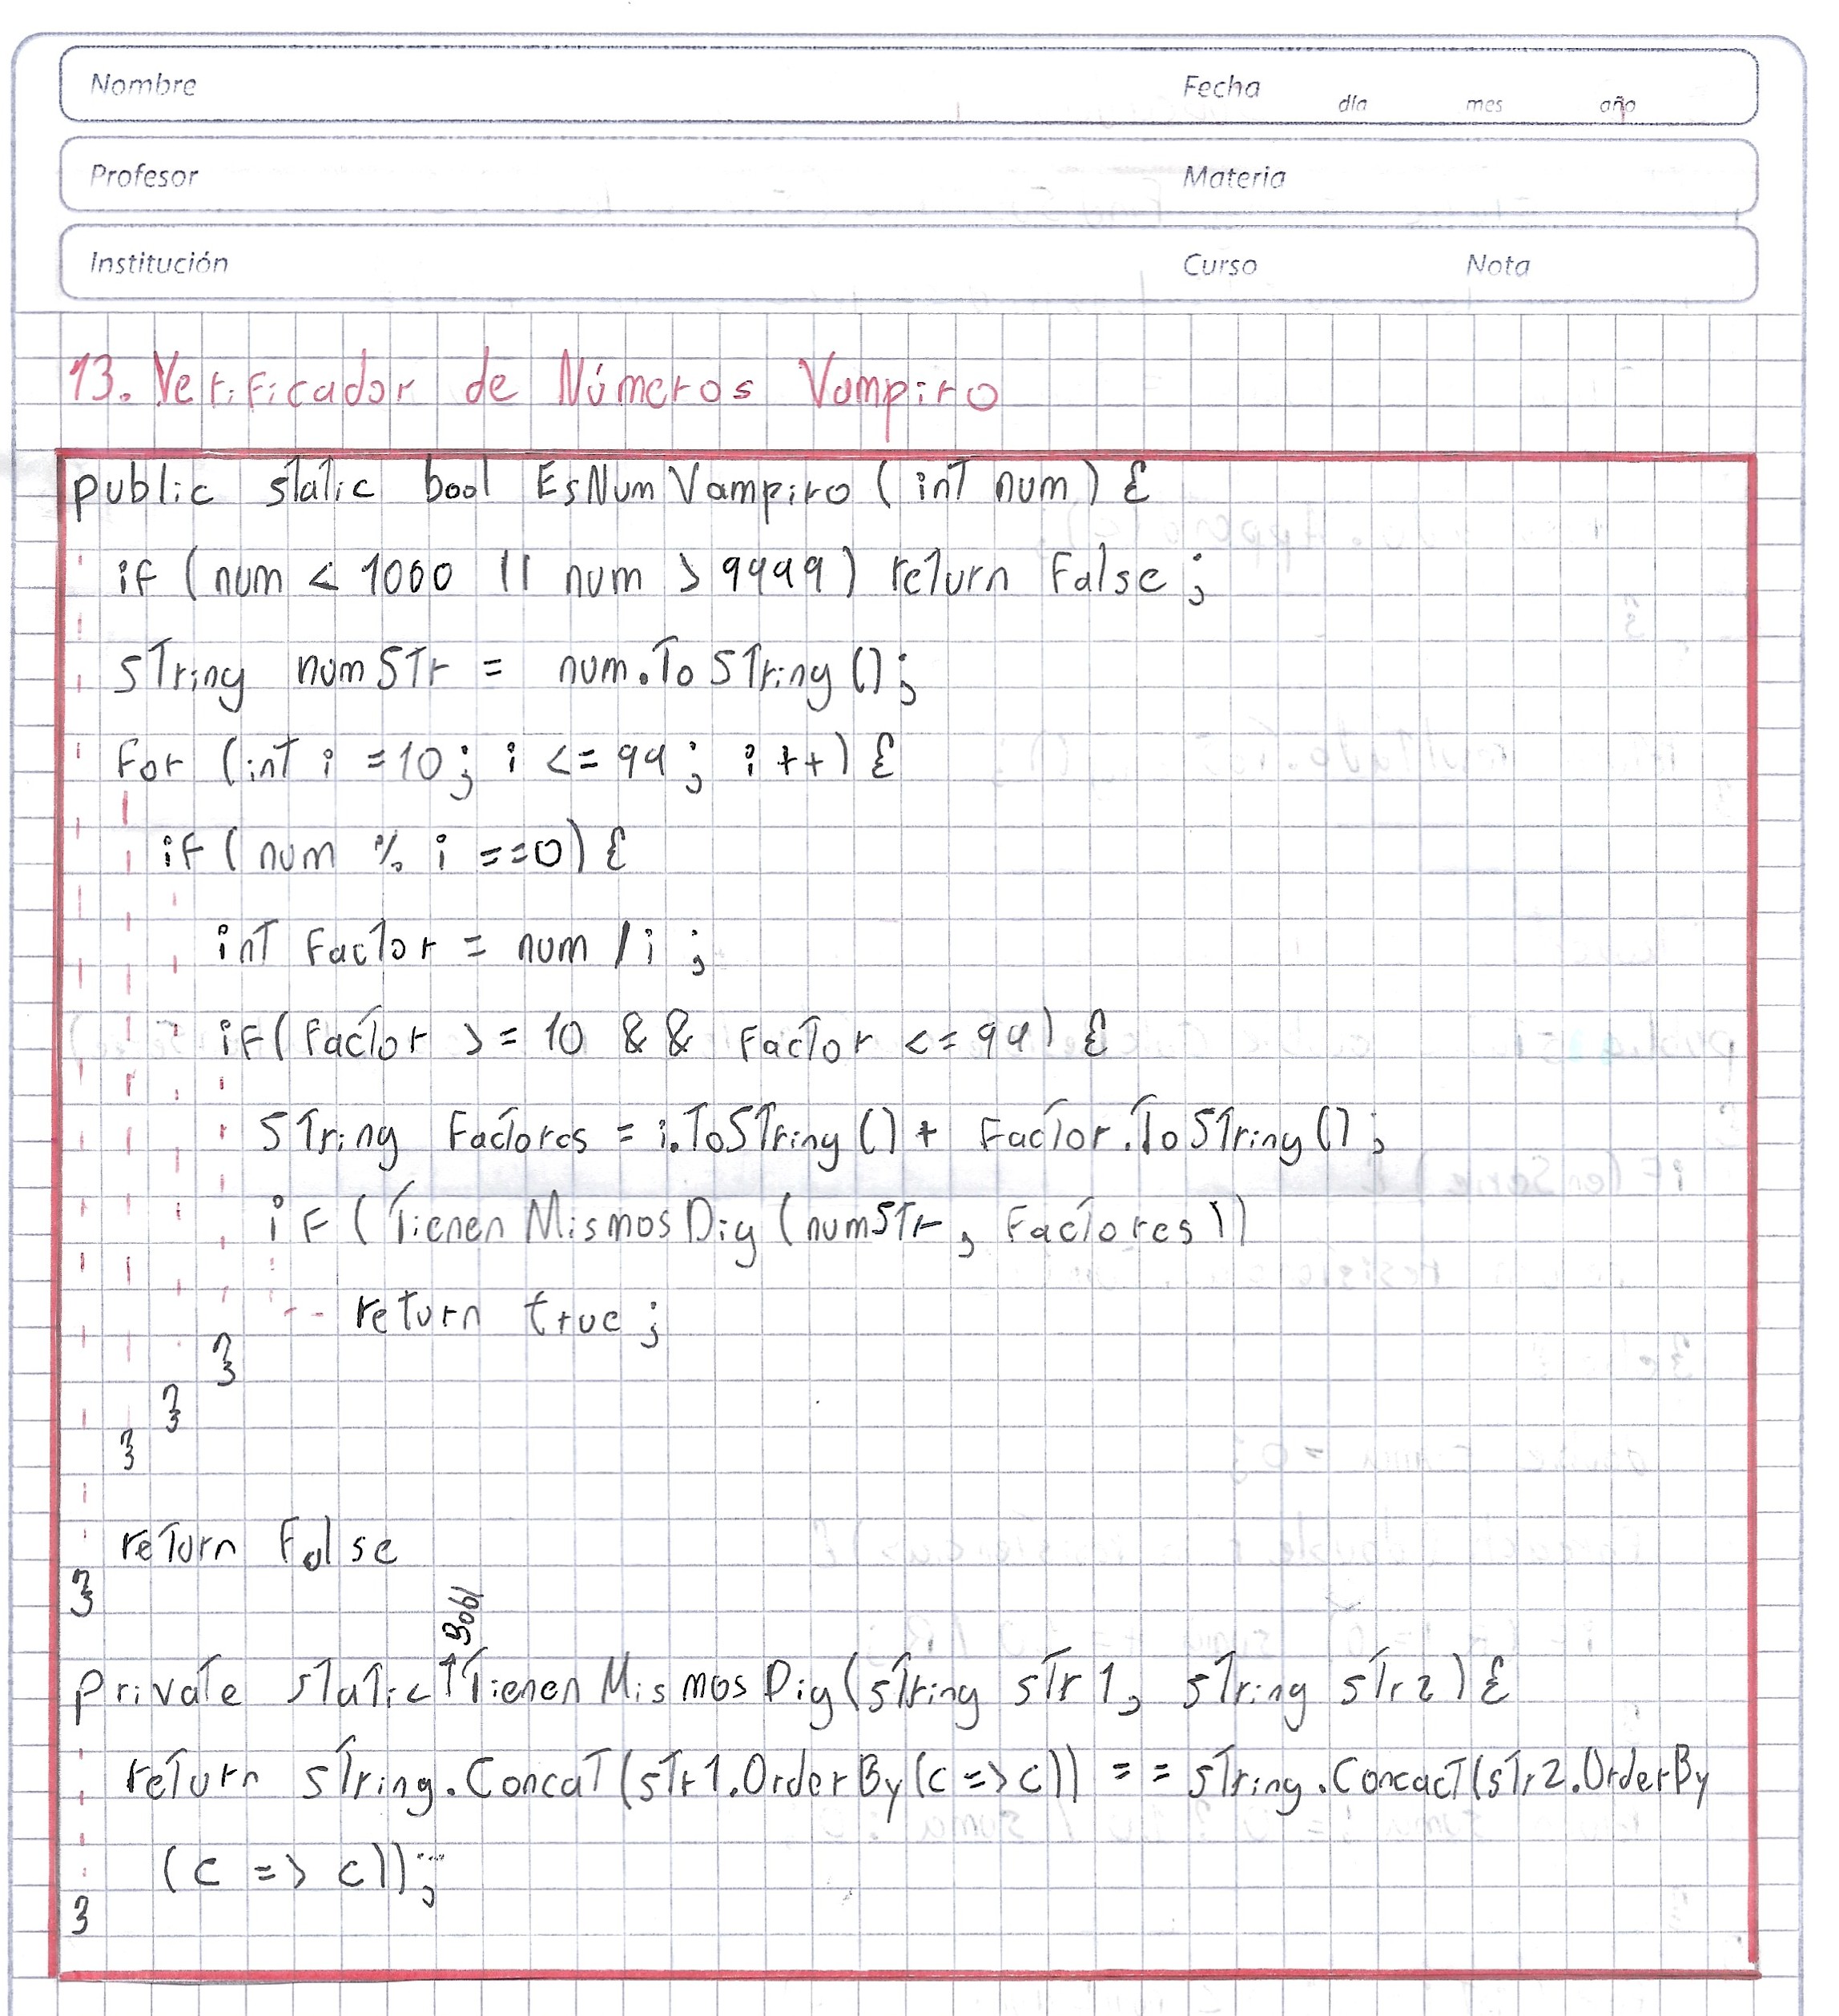 Nombre Fecha día mes año
Profesor Materia
Institución Curso Nota
13. Verificador de Números Vampiro
public static bool EsNumVampiro (int num) {
if (num < 1000 || num > 9999) return False;
string numStr = num.ToString();
For (int i = 10; i <= 99; i++) {
if (num % i == 0) {
int Factor = num / i;
if (Factor >= 10 && Factor <= 99) {
String Factores = i.ToString() + Factor.ToString();
if (TienenMismosDig (numStr, Factores))
return true;
}
}
}
return False
}
Bool
private static ↑ TienenMismosDig (string str1, string str2) {
return string.Concat(str1.OrderBy(c => c)) == string.Concact(str2.OrderBy
(c => c));
}